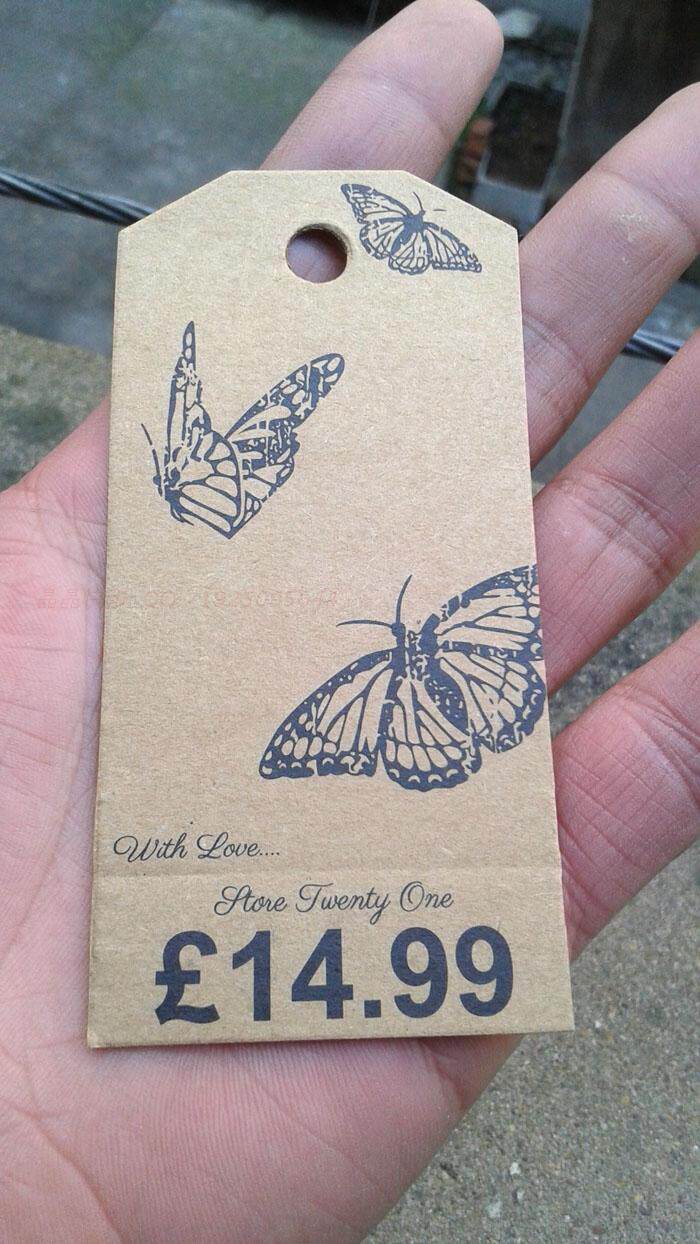 With Love....
Store Twenty One
£14.99